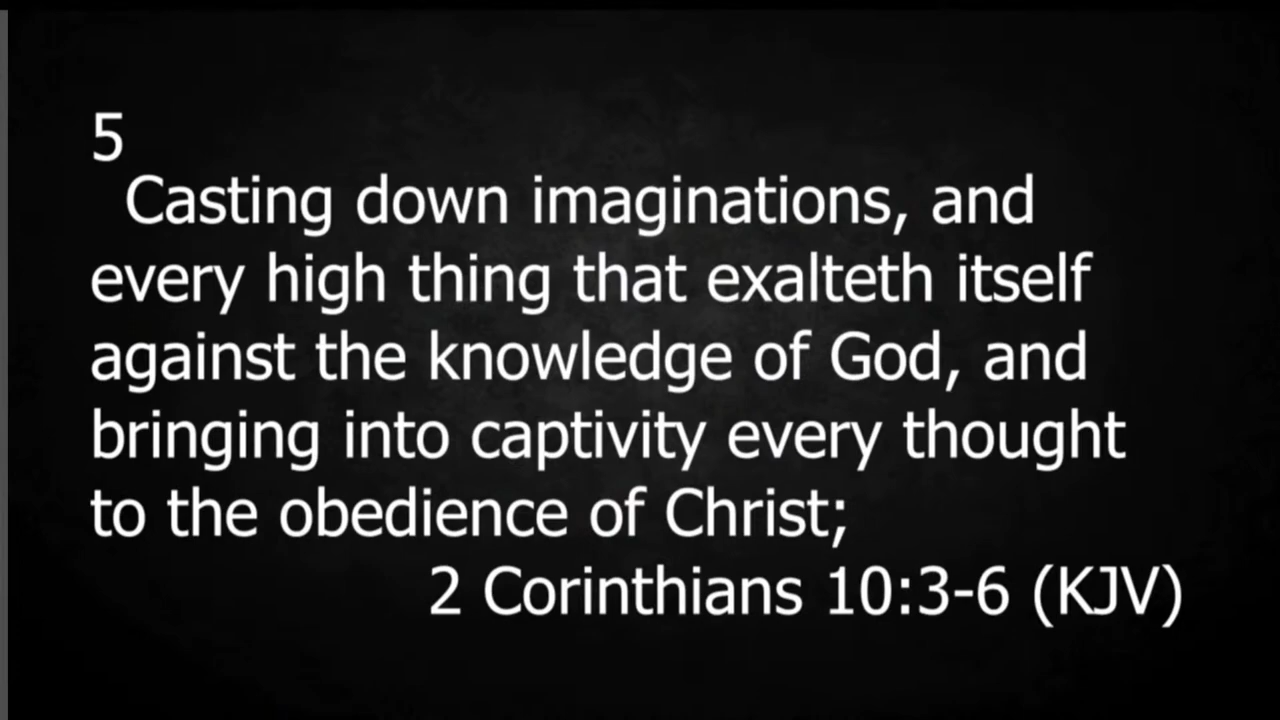 5
Casting down imaginations, and
every high thing that exalteth itself
against the knowledge of God, and
bringing into captivity every thought
to the obedience of Christ;
2 Corinthians 10:3-6 (KJV)